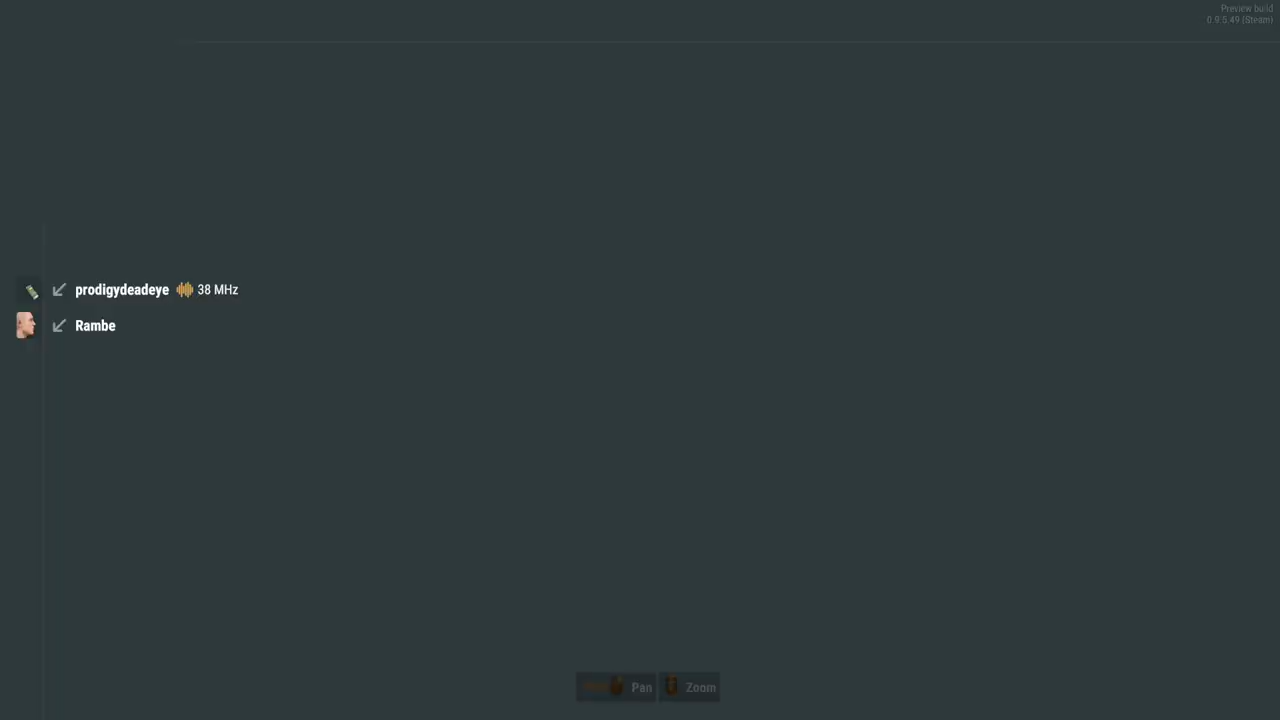 Preview build
0.9.5.49 (Steam)
prodigydeadeye 38 MHz
Rambe
Pan Zoom